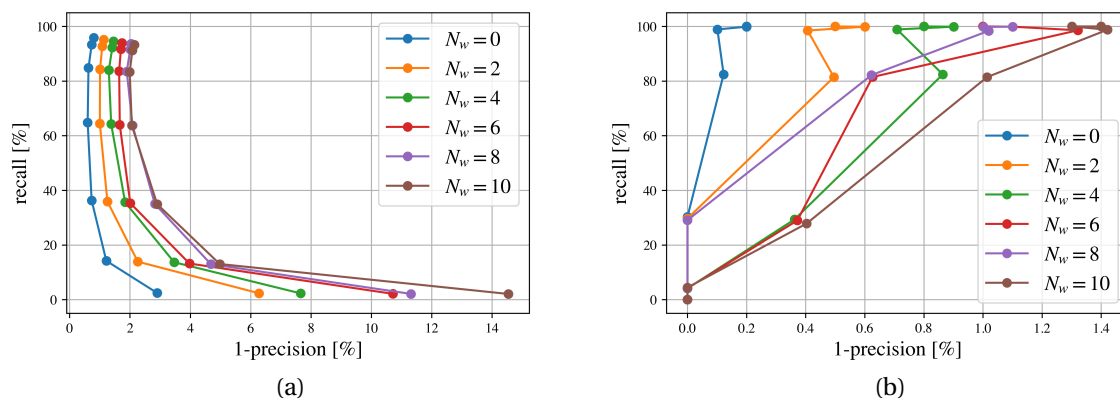 100
80
60
40
20
0
recall [%]
0
2
4
6
8
10
12
14
1-precision [%]
N_w = 0
N_w = 2
N_w = 4
N_w = 6
N_w = 8
N_w = 10
(a)
100
80
60
40
20
0
recall [%]
0.0
0.2
0.4
0.6
0.8
1.0
1.2
1.4
1-precision [%]
N_w = 0
N_w = 2
N_w = 4
N_w = 6
N_w = 8
N_w = 10
(b)